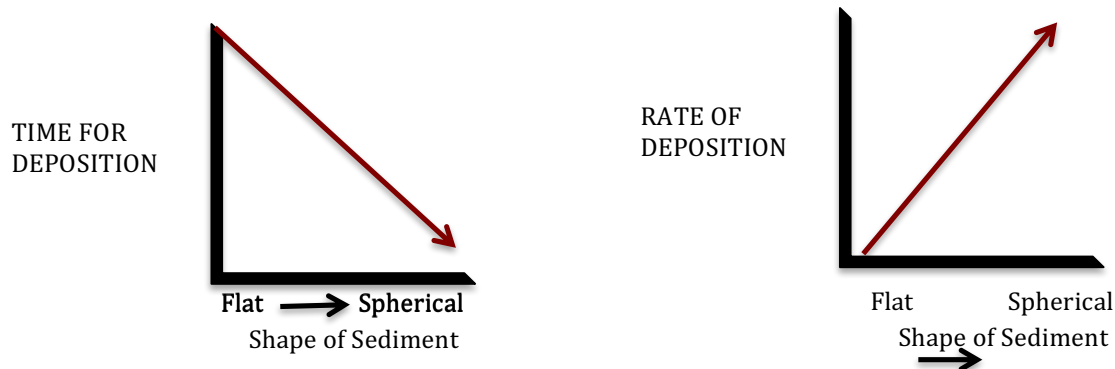 TIME FOR
DEPOSITION
Flat Spherical
Shape of Sediment
RATE OF
DEPOSITION
Flat Spherical
Shape of Sediment